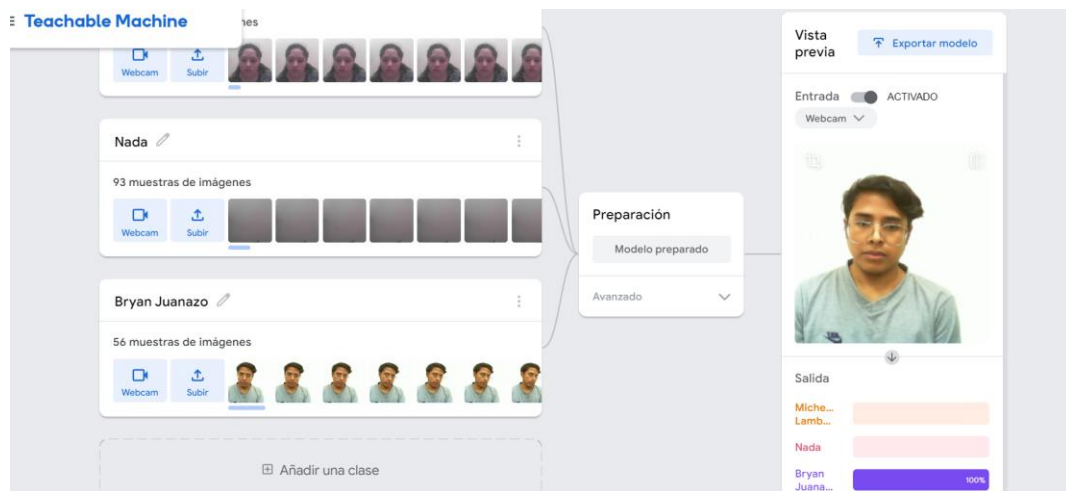 Teachable Machine
nes
Webcam
Subir
Nada
93 muestras de imágenes
Webcam
Subir
Bryan Juanazo
56 muestras de imágenes
Webcam
Subir
Añadir una clase
Preparación
Modelo preparado
Avanzado
Vista
previa
Exportar modelo
Entrada
ACTIVADO
Webcam
Salida
Miche...
Lamb...
Nada
Bryan
Juana...
100%